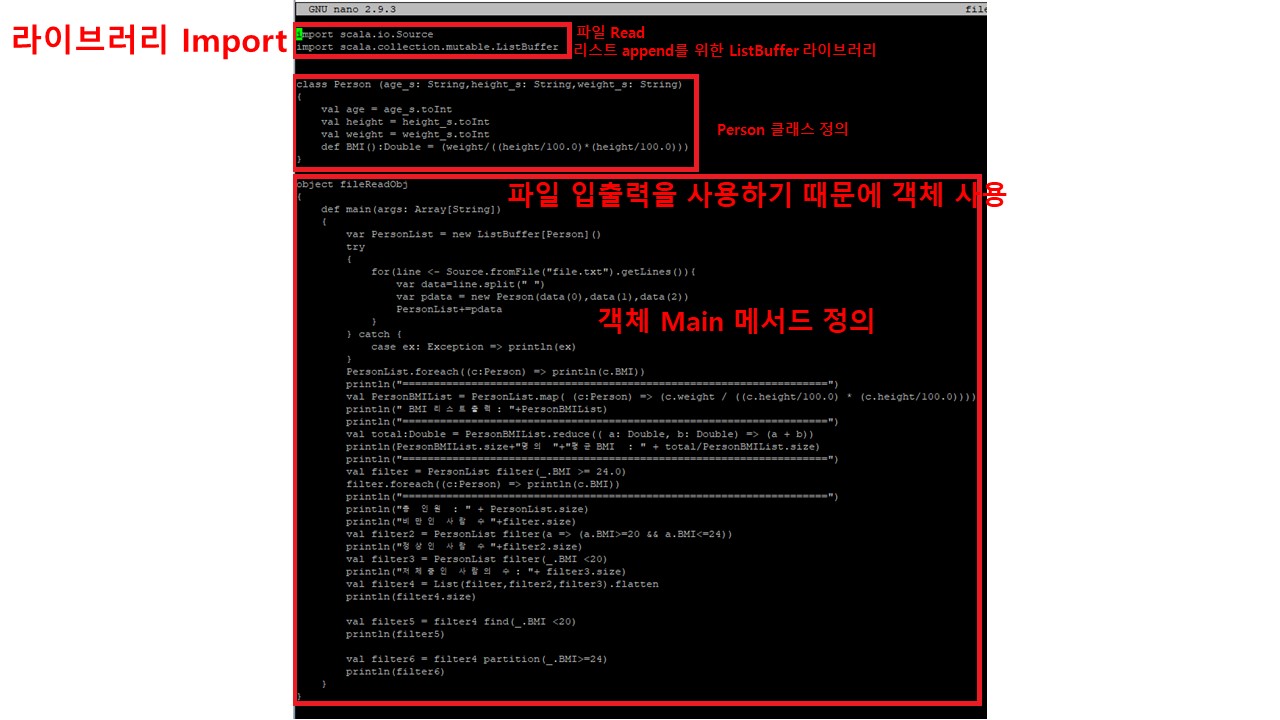 GNU nano 2.9.3 file
라이브러리 Import
import scala.io.Source
파일 Read
import scala.collection.mutable.ListBuffer
리스트 append를 위한 ListBuffer 라이브러리
class Person (age_s: String,height_s: String,weight_s: String)
{
    val age = age_s.toInt
    val height = height_s.toInt
    val weight = weight_s.toInt
    def BMI():Double = (weight/((height/100.0)*(height/100.0)))
}
Person 클래스 정의
object fileReadObj
파일 입출력을 사용하기 때문에 객체 사용
{
    def main(args: Array[String])
    {
        var PersonList = new ListBuffer[Person]()
        try
        {
            for(line <- Source.fromFile("file.txt").getLines()){
                var data=line.split(" ")
                var pdata = new Person(data(0),data(1),data(2))
                PersonList+=pdata
            }
객체 Main 메서드 정의
        } catch {
            case ex: Exception => println(ex)
        }
        PersonList.foreach((c:Person) => println(c.BMI))
        println("====================================================================")
        val PersonBMIList = PersonList.map( (c:Person) => (c.weight / ((c.height/100.0) * (c.height/100.0))))
        println(" BMI 리스트출력 : "+PersonBMIList)
        println("====================================================================")
        val total:Double = PersonBMIList.reduce(( a: Double, b: Double) => (a + b))
        println(PersonBMIList.size+"명의 "+"평균BMI  : " + total/PersonBMIList.size)
        println("====================================================================")
        val filter = PersonList filter(_.BMI >= 24.0)
        filter.foreach((c:Person) => println(c.BMI))
        println("====================================================================")
        println("총 인원 : " + PersonList.size)
        println("비만인 사람 수 "+filter.size)
        val filter2 = PersonList filter(a => (a.BMI>=20 && a.BMI<=24))
        println("정상인 사람 수 "+filter2.size)
        val filter3 = PersonList filter(_.BMI <20)
        println("저체중인 사람의 수 : "+ filter3.size)
        val filter4 = List(filter,filter2,filter3).flatten
        println(filter4.size)
        val filter5 = filter4 find(_.BMI <20)
        println(filter5)
        val filter6 = filter4 partition(_.BMI>=24)
        println(filter6)
    }
}